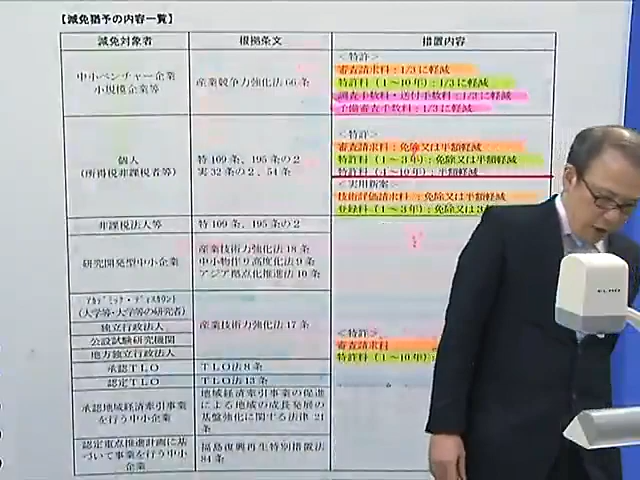 【減免猶予の内容一覧】
減免対象者
根拠条文
措置内容
中小ベンチャー企業
小規模企業等
産業競争力強化法66条
<特許>
審査請求料：1/3に軽減
特許料（1～10年）：1/3に軽減
調査手数料・送付手数料：1/3に軽減
予備審査手数料：1/3に軽減
個人
（所得税非課税者等）
特109条、195条の2
実32条の2、54条
<特許>
審査請求料：免除又は半額軽減
特許料（1～3年）：免除又は半額軽減
特許料（4～10年）：半額軽減
<実用新案>
技術評価請求料：免除又は半額軽減
登録料（1～3年）：免除又は3
非課税法人等
特109条、195条の2
研究開発型中小企業
産業技術力強化法18条
中小物作り高度化法9条
アジア拠点化推進法10条
ｱｶﾃﾞﾐｯｸ・ﾃﾞｨｽｶｳﾝﾄ
（大学等・大学等の研究者）
独立行政法人
公設試験研究機関
地方独立行政法人
産業技術力強化法17条
<特許>
審査請求料
特許料（1～10年）：
承認TLO
TLO法8条
認定TLO
TLO法13条
承認地域経済牽引事業
を行う中小企業
地域経済牽引事業の促進
による地域の成長発展の
基盤強化に関する法律 21
条
認定重点推進計画に基
づいて事業を行う中小
企業
福島復興再生特別措置法
84条
ELMO